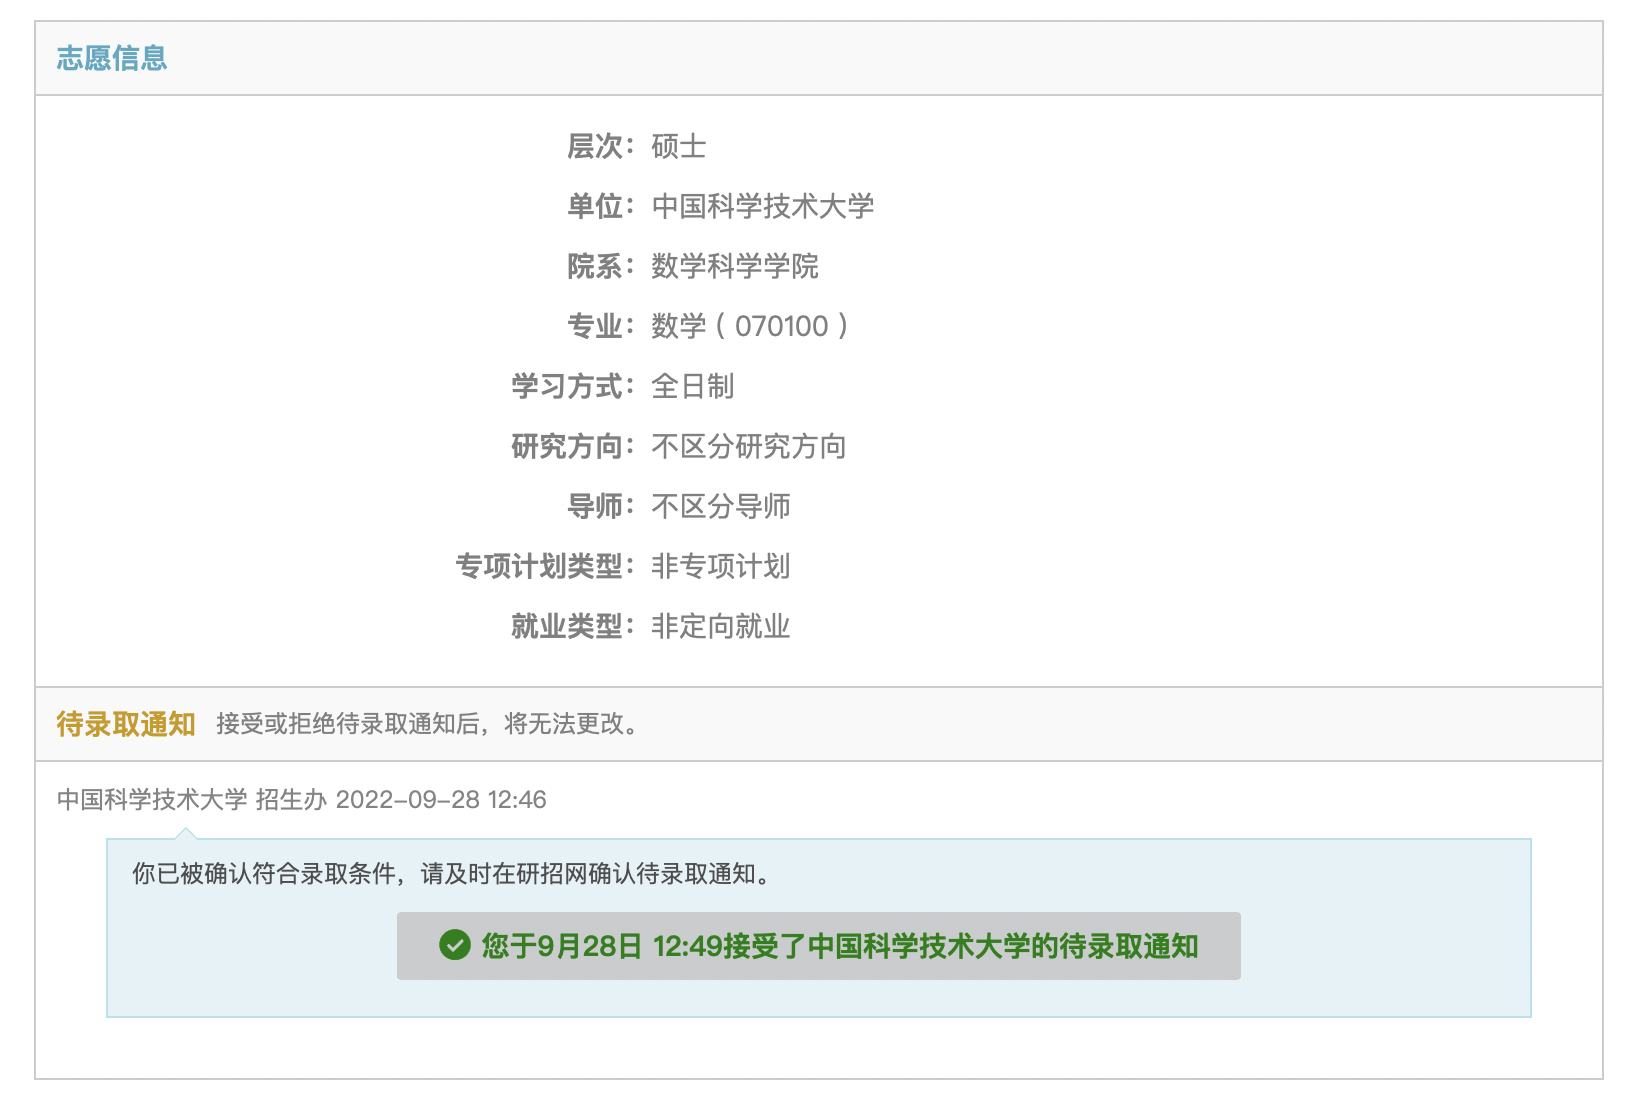 志愿信息
层次：硕士
单位：中国科学技术大学
院系：数学科学学院
专业：数学（070100）
学习方式：全日制
研究方向：不区分研究方向
导师：不区分导师
专项计划类型：非专项计划
就业类型：非定向就业
待录取通知 接受或拒绝待录取通知后，将无法更改。
中国科学技术大学 招生办 2022-09-28 12:46
你已被确认符合录取条件，请及时在研招网确认待录取通知。
您于9月28日 12:49接受了中国科学技术大学的待录取通知